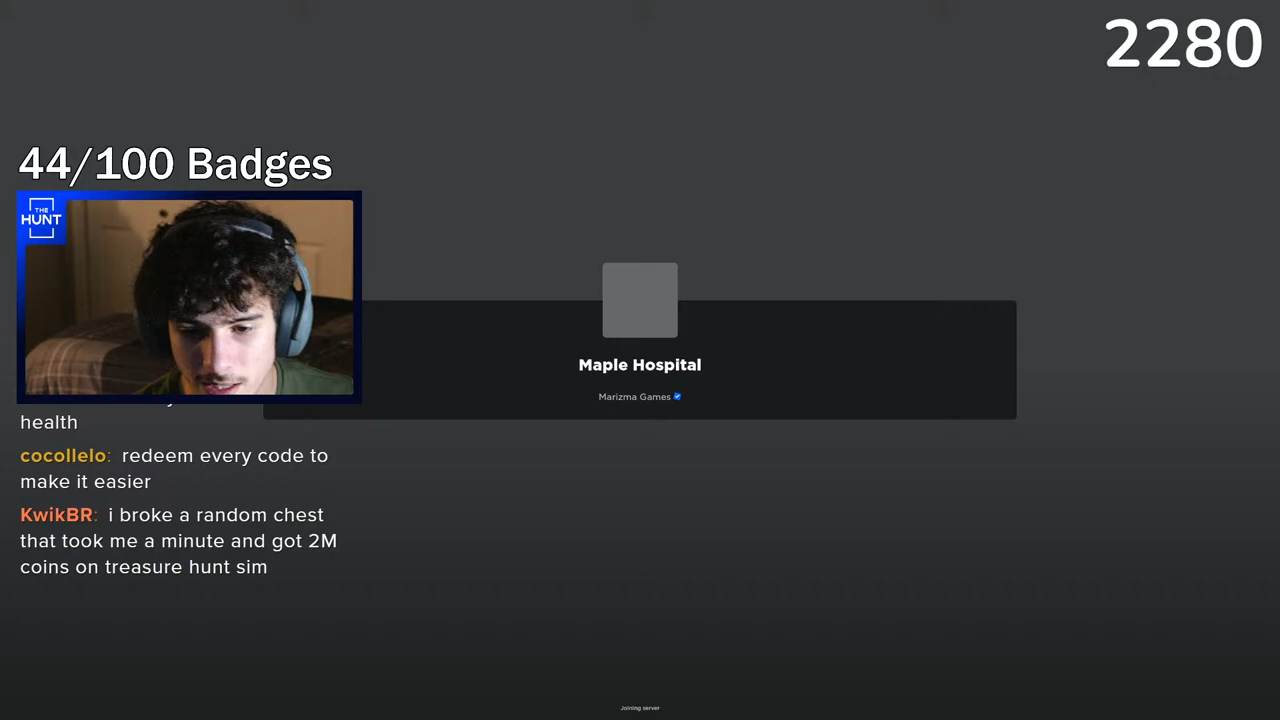 2280
44/100 Badges
THE
HUNT
Maple Hospital
Marizma Games
health
cocollelo: redeem every code to
make it easier
KwikBR: i broke a random chest
that took me a minute and got 2M
coins on treasure hunt sim
Joining server